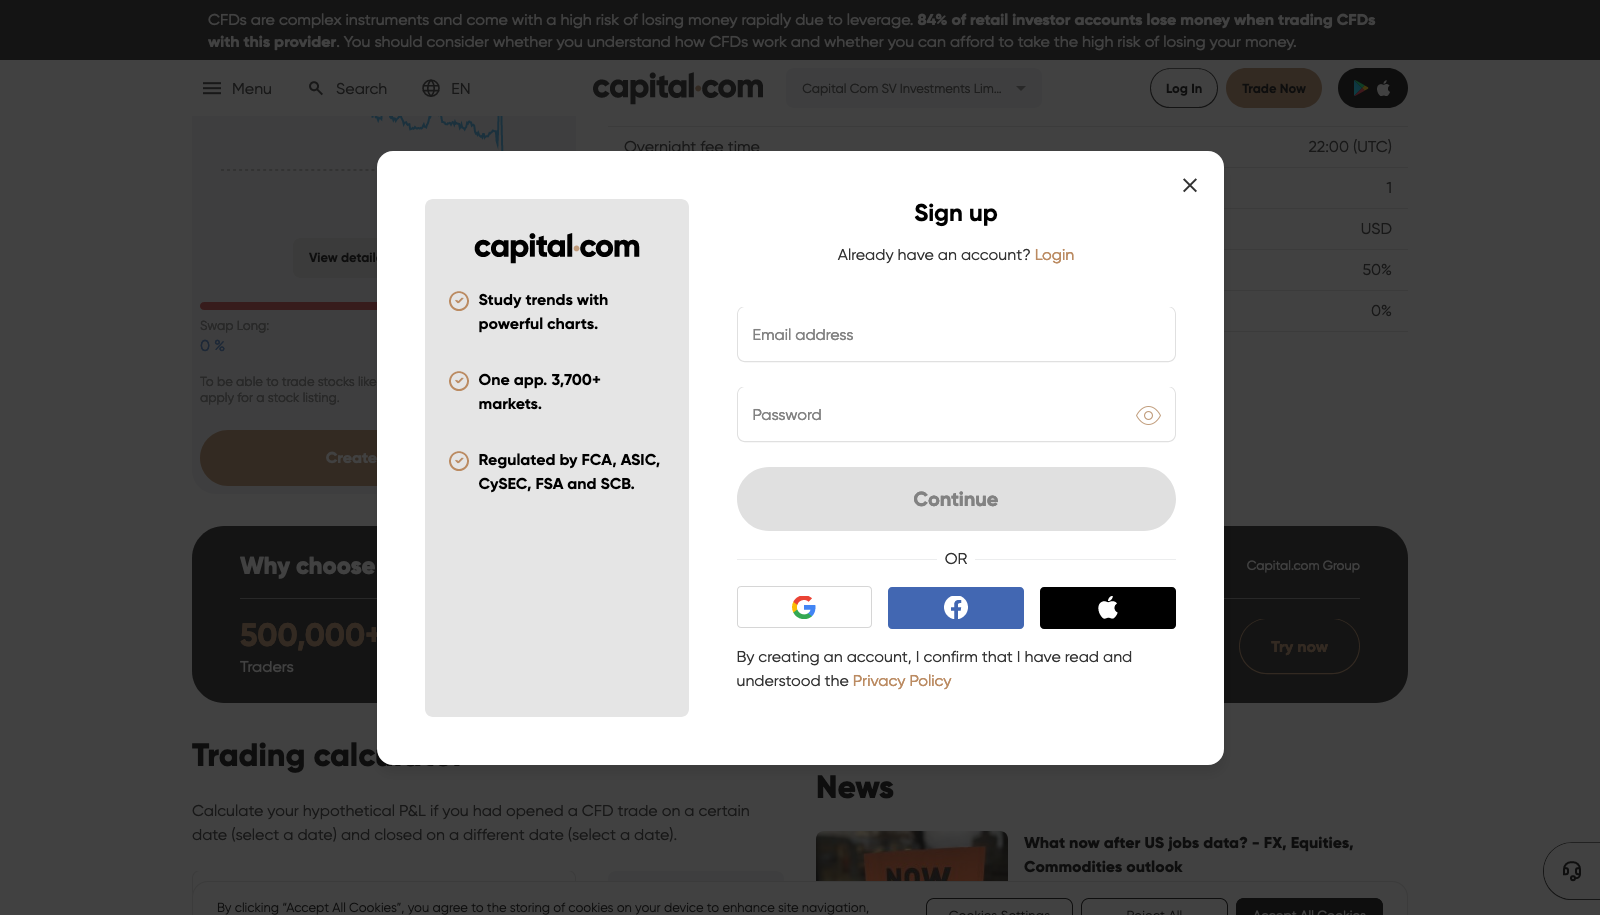 CFDs are complex instruments and come with a high risk of losing money rapidly due to leverage. 84% of retail investor accounts lose money when trading CFDs
with this provider. You should consider whether you understand how CFDs work and whether you can afford to take the high risk of losing your money.
Menu
Search
EN
capital.com
Capital Com SV Investments Lim...
Log In
Trade Now
Overnight fee time
22:00 (UTC)
1
USD
50%
0%
View detail
Swap Long:
0 %
To be able to trade stocks like
apply for a stock listing.
Create
capital.com
Study trends with
powerful charts.
One app. 3,700+
markets.
Regulated by FCA, ASIC,
CySEC, FSA and SCB.
Sign up
Already have an account? Login
Email address
Password
Continue
OR
By creating an account, I confirm that I have read and
understood the Privacy Policy
Why choose
Capital.com Group
500,000+
Traders
Try now
Trading calculator
Calculate your hypothetical P&L if you had opened a CFD trade on a certain
date (select a date) and closed on a different date (select a date).
News
NOW
What now after US jobs data? - FX, Equities,
Commodities outlook
By clicking "Accept All Cookies", you agree to the storing of cookies on your device to enhance site navigation,
Cookies Settings
Reject All
Accept All Cookies